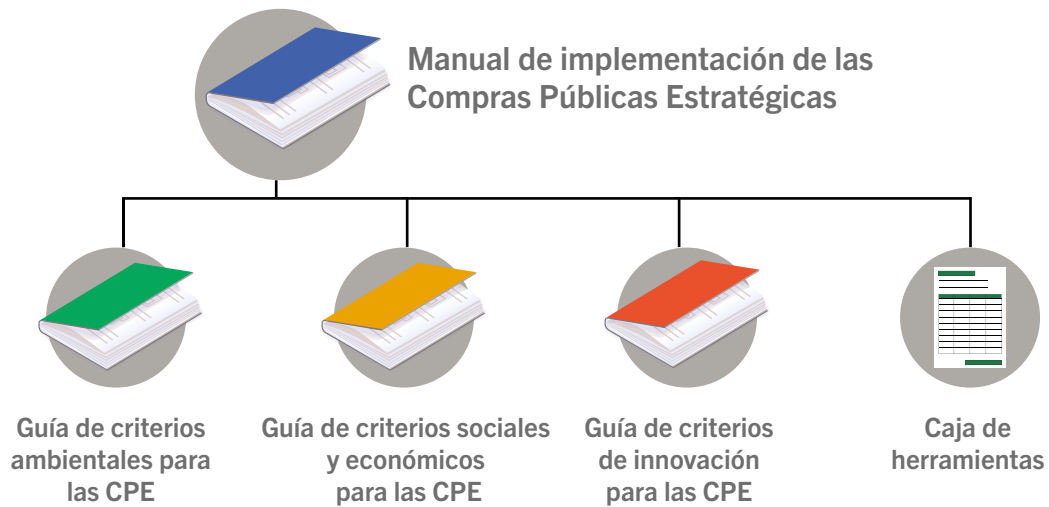 Manual de implementación de las
Compras Públicas Estratégicas
Guía de criterios
ambientales para
las CPE
Guía de criterios sociales
y económicos
para las CPE
Guía de criterios
de innovación
para las CPE
Caja de
herramientas